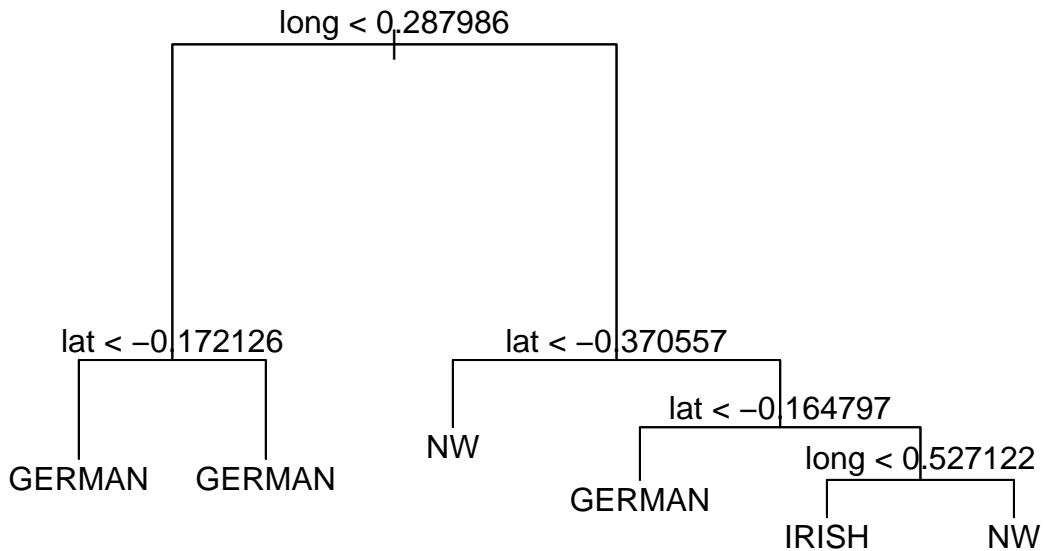 long < 0.287986
lat < −0.172126
lat < −0.370557
lat < −0.164797
NW
long < 0.527122
GERMAN
GERMAN
GERMAN
IRISH
NW